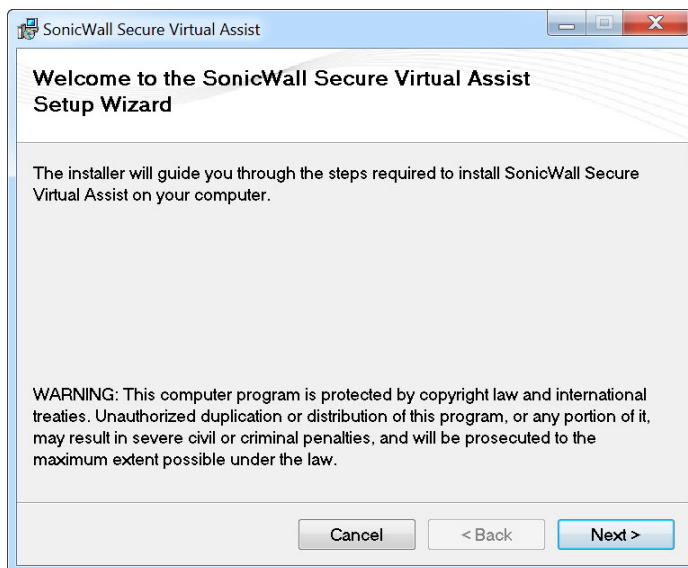 SonicWall Secure Virtual Assist
Welcome to the SonicWall Secure Virtual Assist
Setup Wizard
The installer will guide you through the steps required to install SonicWall Secure
Virtual Assist on your computer.
WARNING: This computer program is protected by copyright law and international
treaties. Unauthorized duplication or distribution of this program, or any portion of it,
may result in severe civil or criminal penalties, and will be prosecuted to the
maximum extent possible under the law.
Cancel
< Back
Next >